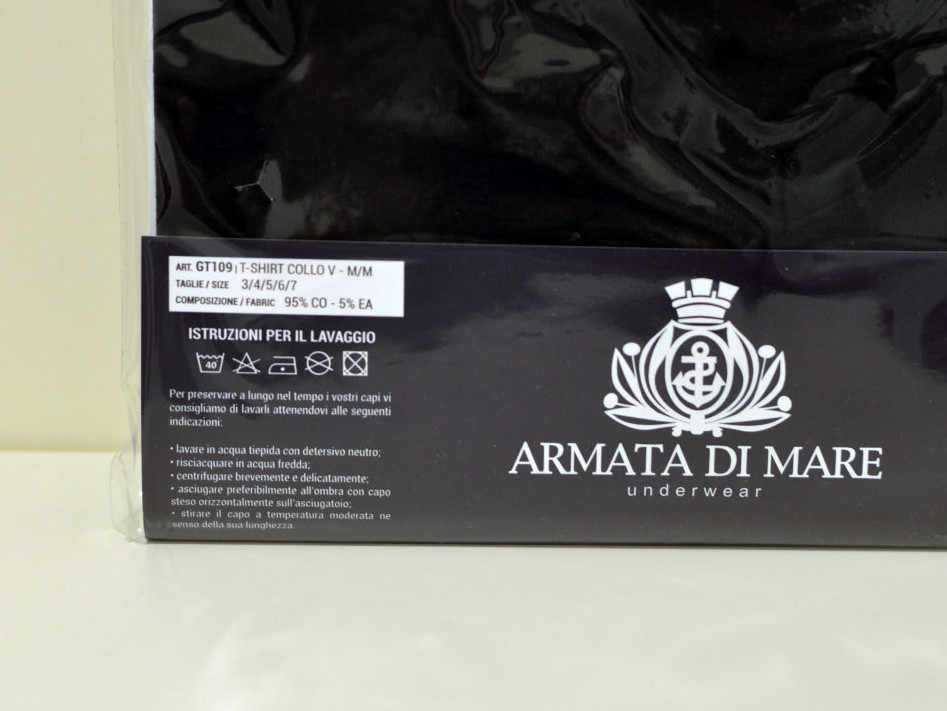 ART. GT109 | T-SHIRT COLLO V - M/M
TAGLIE / SIZE 3/4/5/6/7
COMPOSIZIONE / FABRIC 95% CO - 5% EA
ISTRUZIONI PER IL LAVAGGIO
40
Per preservare a lungo nel tempo i vostri capi vi
consigliamo di lavarli attenendovi alle seguenti
indicazioni:
• lavare in acqua tiepida con detersivo neutro;
• risciacquare in acqua fredda;
• centrifugare brevemente e delicatamente;
• asciugare preferibilmente all'ombra con capo
steso orizzontalmente sull'asciugatoio;
• stirare il capo a temperatura moderata ne
senso della sua lunghezza.
ARMATA DI MARE
underwear